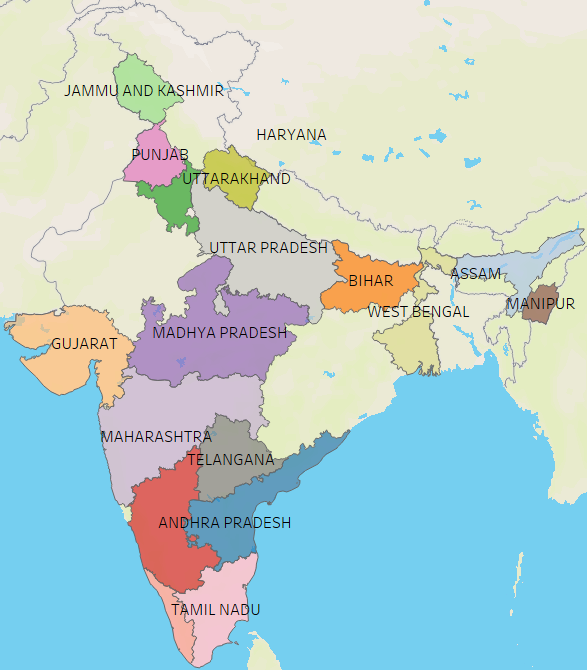 JAMMU AND KASHMIR
HARYANA
PUNJAB
UTTARAKHAND
UTTAR PRADESH
ASSAM
BIHAR
MANIPUR
WEST BENGAL
MADHYA PRADESH
GUJARAT
MAHARASHTRA
TELANGANA
ANDHRA PRADESH
TAMIL NADU